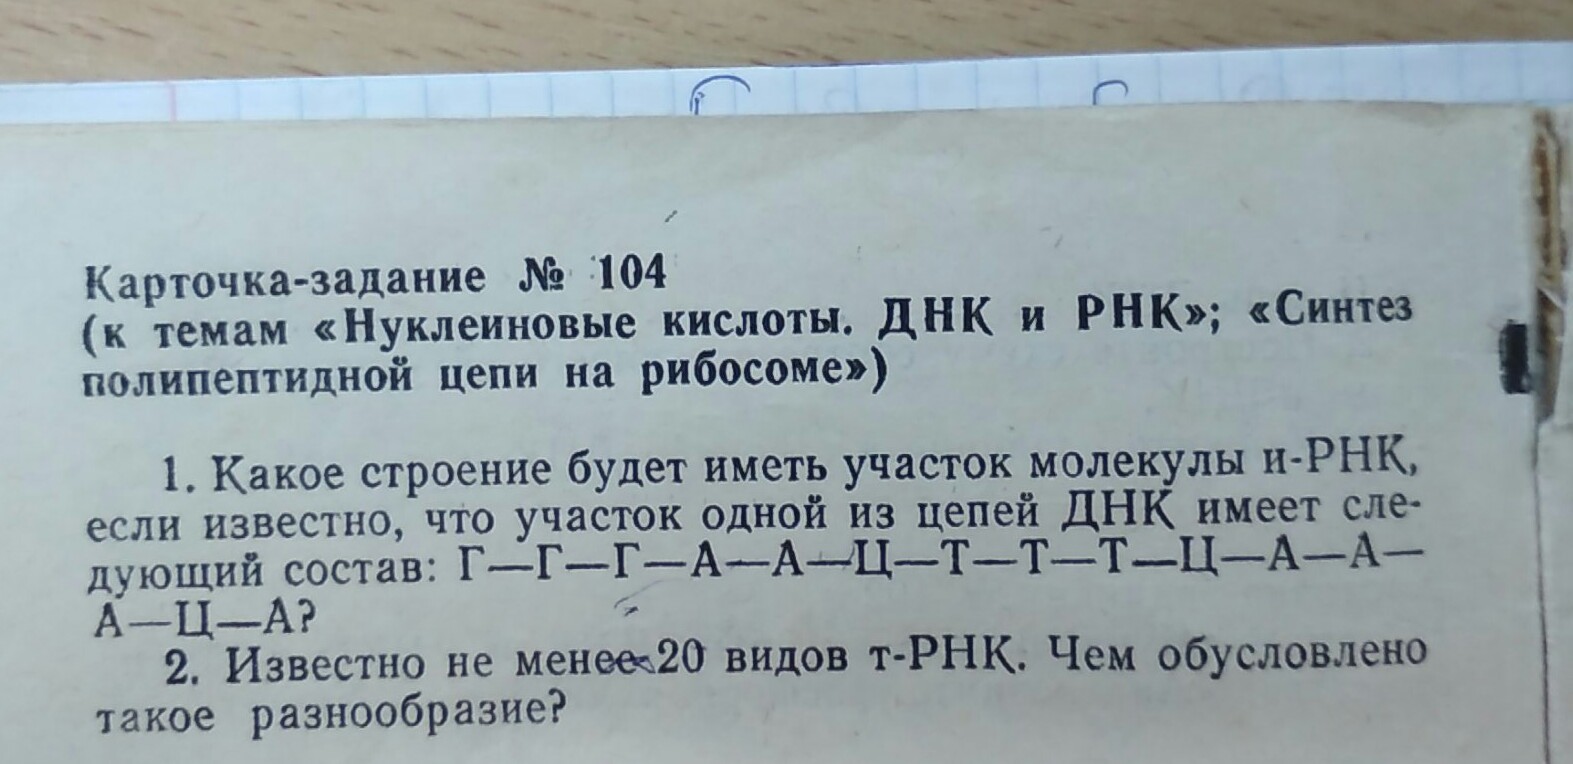 Карточка-задание № 104
(к темам «Нуклеиновые кислоты. ДНК и РНК»; «Синтез
полипептидной цепи на рибосоме»)
1. Какое строение будет иметь участок молекулы и-РНК,
если известно, что участок одной из цепей ДНК имеет сле-
дующий состав: Г—Г—Г—А—А—Ц—Т—Т—Т—Ц—А—А—
А—Ц—А?
2. Известно не менее 20 видов т-РНК. Чем обусловлено
такое разнообразие?